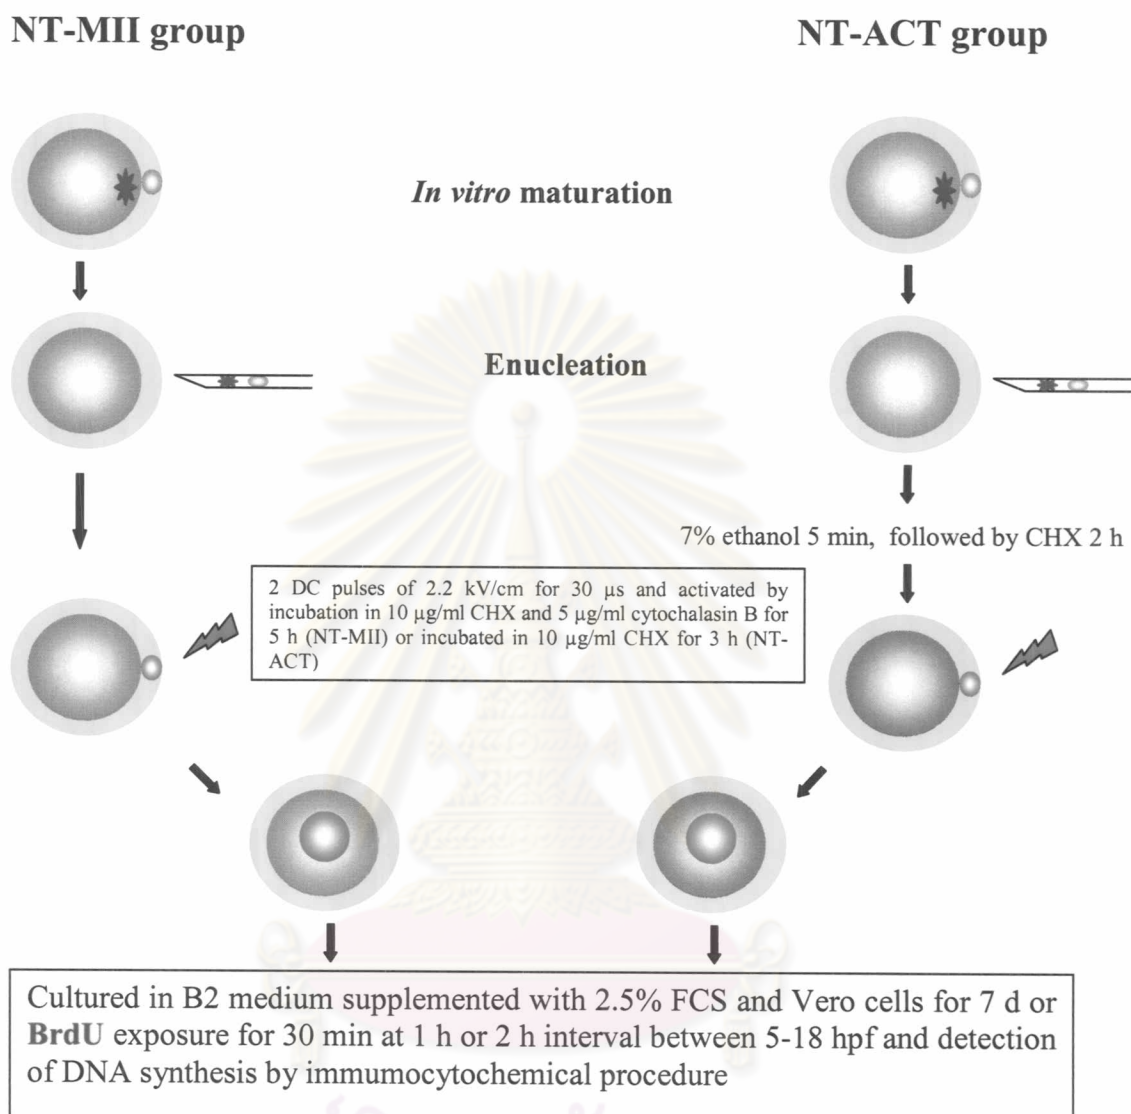 NT-MII group
NT-ACT group
In vitro maturation
Enucleation
7% ethanol 5 min, followed by CHX 2 h
2 DC pulses of 2.2 kV/cm for 30 μs and activated by
incubation in 10 μg/ml CHX and 5 μg/ml cytochalasin B for
5 h (NT-MII) or incubated in 10 μg/ml CHX for 3 h (NT-
ACT)
Cultured in B2 medium supplemented with 2.5% FCS and Vero cells for 7 d or
BrdU exposure for 30 min at 1 h or 2 h interval between 5-18 hpf and detection
of DNA synthesis by immumocytochemical procedure